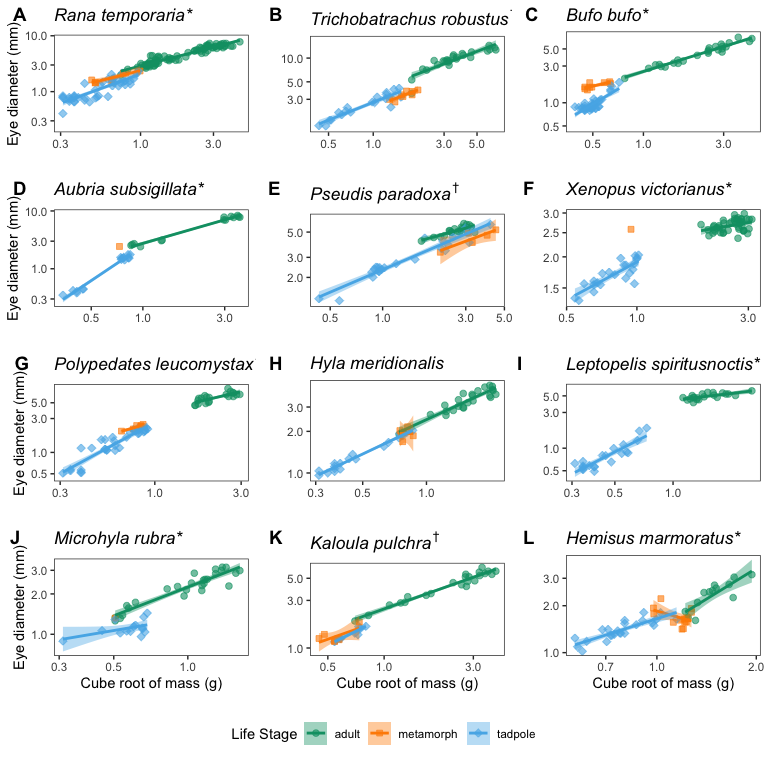 A Rana temporaria* B Trichobatrachus robustus C Bufo bufo*
Eye diameter (mm)
10.0 3.0 1.0 0.3
10.0 5.0 3.0
5.0 3.0 1.0 0.5
0.3 1.0 3.0
0.5 1.0 3.0 5.0
0.5 1.0 3.0
D Aubria subsigillata* E Pseudis paradoxa† F Xenopus victorianus*
Eye diameter (mm)
10.0 3.0 1.0 0.3
5.0 3.0 2.0
3.0 2.5 2.0 1.5
0.5 1.0 3.0
0.5 1.0 3.0 5.0
0.5 1.0 3.0
G Polypedates leucomystax H Hyla meridionalis I Leptopelis spiritusnoctis*
Eye diameter (mm)
5.0 3.0 1.0 0.5
3.0 2.0 1.0
5.0 3.0 1.0 0.5
0.3 1.0 3.0
0.3 0.5 1.0
0.3 0.5 1.0
J Microhyla rubra* K Kaloula pulchra† L Hemisus marmoratus*
Eye diameter (mm)
3.0 2.0 1.0
5.0 3.0 1.0
3.0 2.0 1.0
0.3 0.5 1.0
0.5 1.0 3.0
0.7 1.0 2.0
Cube root of mass (g) Cube root of mass (g) Cube root of mass (g)
Life Stage adult metamorph tadpole